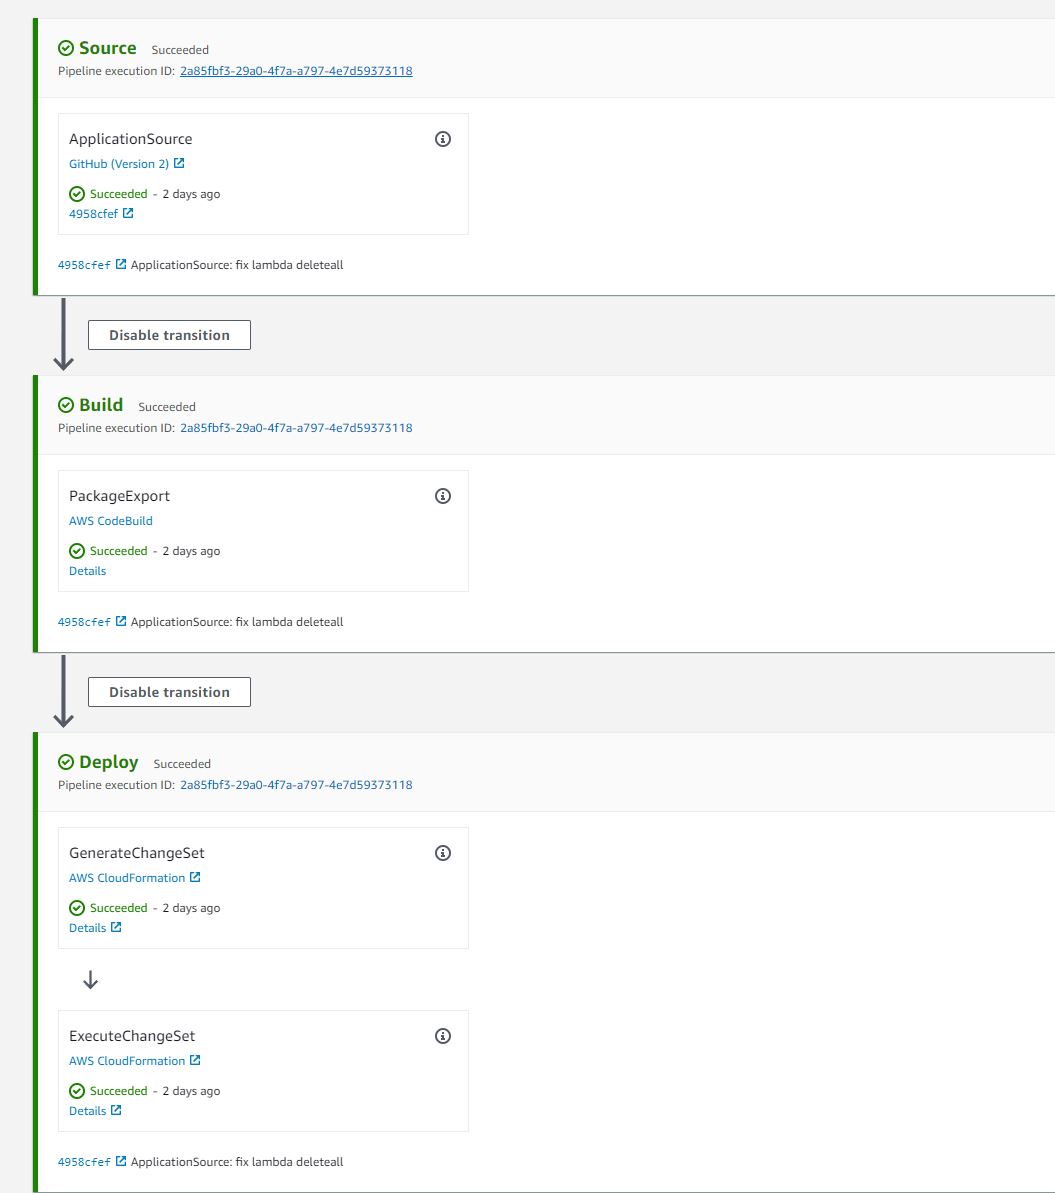 Source Succeeded
Pipeline execution ID: 2a85fbf3-29a0-4f7a-a797-4e7d59373118
ApplicationSource
GitHub (Version 2)
Succeeded - 2 days ago
4958cfef
4958cfef ApplicationSource: fix lambda deleteall
Disable transition
Build Succeeded
Pipeline execution ID: 2a85fbf3-29a0-4f7a-a797-4e7d59373118
PackageExport
AWS CodeBuild
Succeeded - 2 days ago
Details
4958cfef ApplicationSource: fix lambda deleteall
Disable transition
Deploy Succeeded
Pipeline execution ID: 2a85fbf3-29a0-4f7a-a797-4e7d59373118
GenerateChangeSet
AWS CloudFormation
Succeeded - 2 days ago
Details
ExecuteChangeSet
AWS CloudFormation
Succeeded - 2 days ago
Details
4958cfef ApplicationSource: fix lambda deleteall